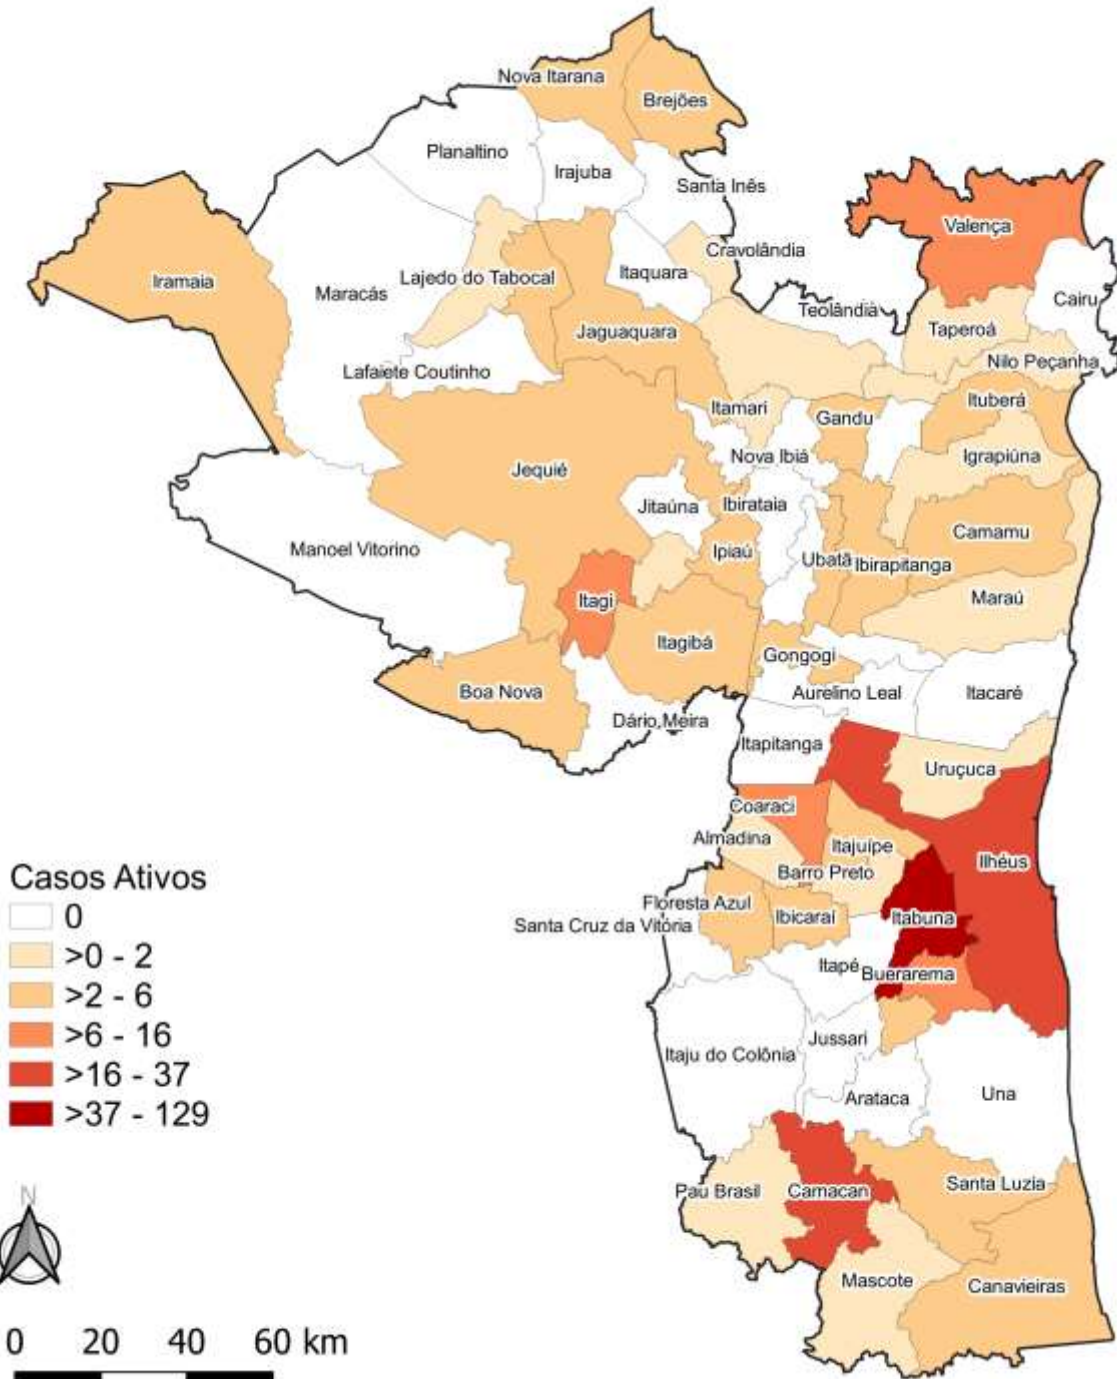 Nova Itarana
Brejões
Planaltino
Irajuba
Santa Inês
Valença
Cravolândia
Iramaia
Lajedo do Tabocal
Itaquara
Maracás
Cairu
Teolândia
Taperoá
Jaguaquara
Nilo Peçanha
Lafaiete Coutinho
Ituberá
Itamari
Gandu
Nova Ibiá
Igrapiúna
Jequié
Jitaúna
Ibirataia
Camamu
Manoel Vitorino
Ipiaú
Ubatã
Ibirapitanga
Itagi
Maraú
Itagibá
Gongogi
Boa Nova
Aurelino Leal
Itacaré
Dário Meira
Itapitanga
Uruçuca
Coaraci
Almadina
Itajuípe
Ilhéus
Barro Preto
Floresta Azul
Ibicaraí
Itabuna
Santa Cruz da Vitória
Itapé
Buerarema
Jussari
Itaju do Colônia
Arataca
Una
Pau Brasil
Camacan
Santa Luzia
Mascote
Canavieiras
Casos Ativos
0
>0 - 2
>2 - 6
>6 - 16
>16 - 37
>37 - 129
N
0 20 40 60 km